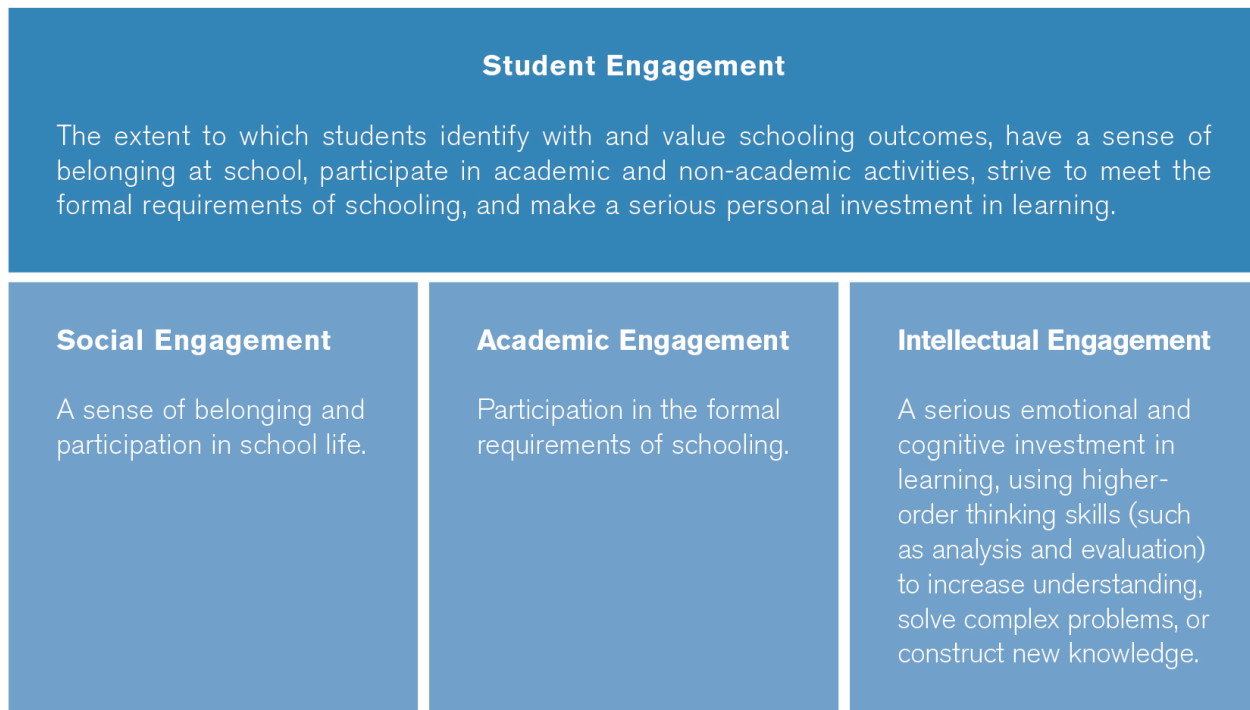 Student Engagement
The extent to which students identify with and value schooling outcomes, have a sense of
belonging at school, participate in academic and non-academic activities, strive to meet the
formal requirements of schooling, and make a serious personal investment in learning.
Social Engagement
A sense of belonging and
participation in school life.
Academic Engagement
Participation in the formal
requirements of schooling.
Intellectual Engagement
A serious emotional and
cognitive investment in
learning, using higher-
order thinking skills (such
as analysis and evaluation)
to increase understanding,
solve complex problems, or
construct new knowledge.